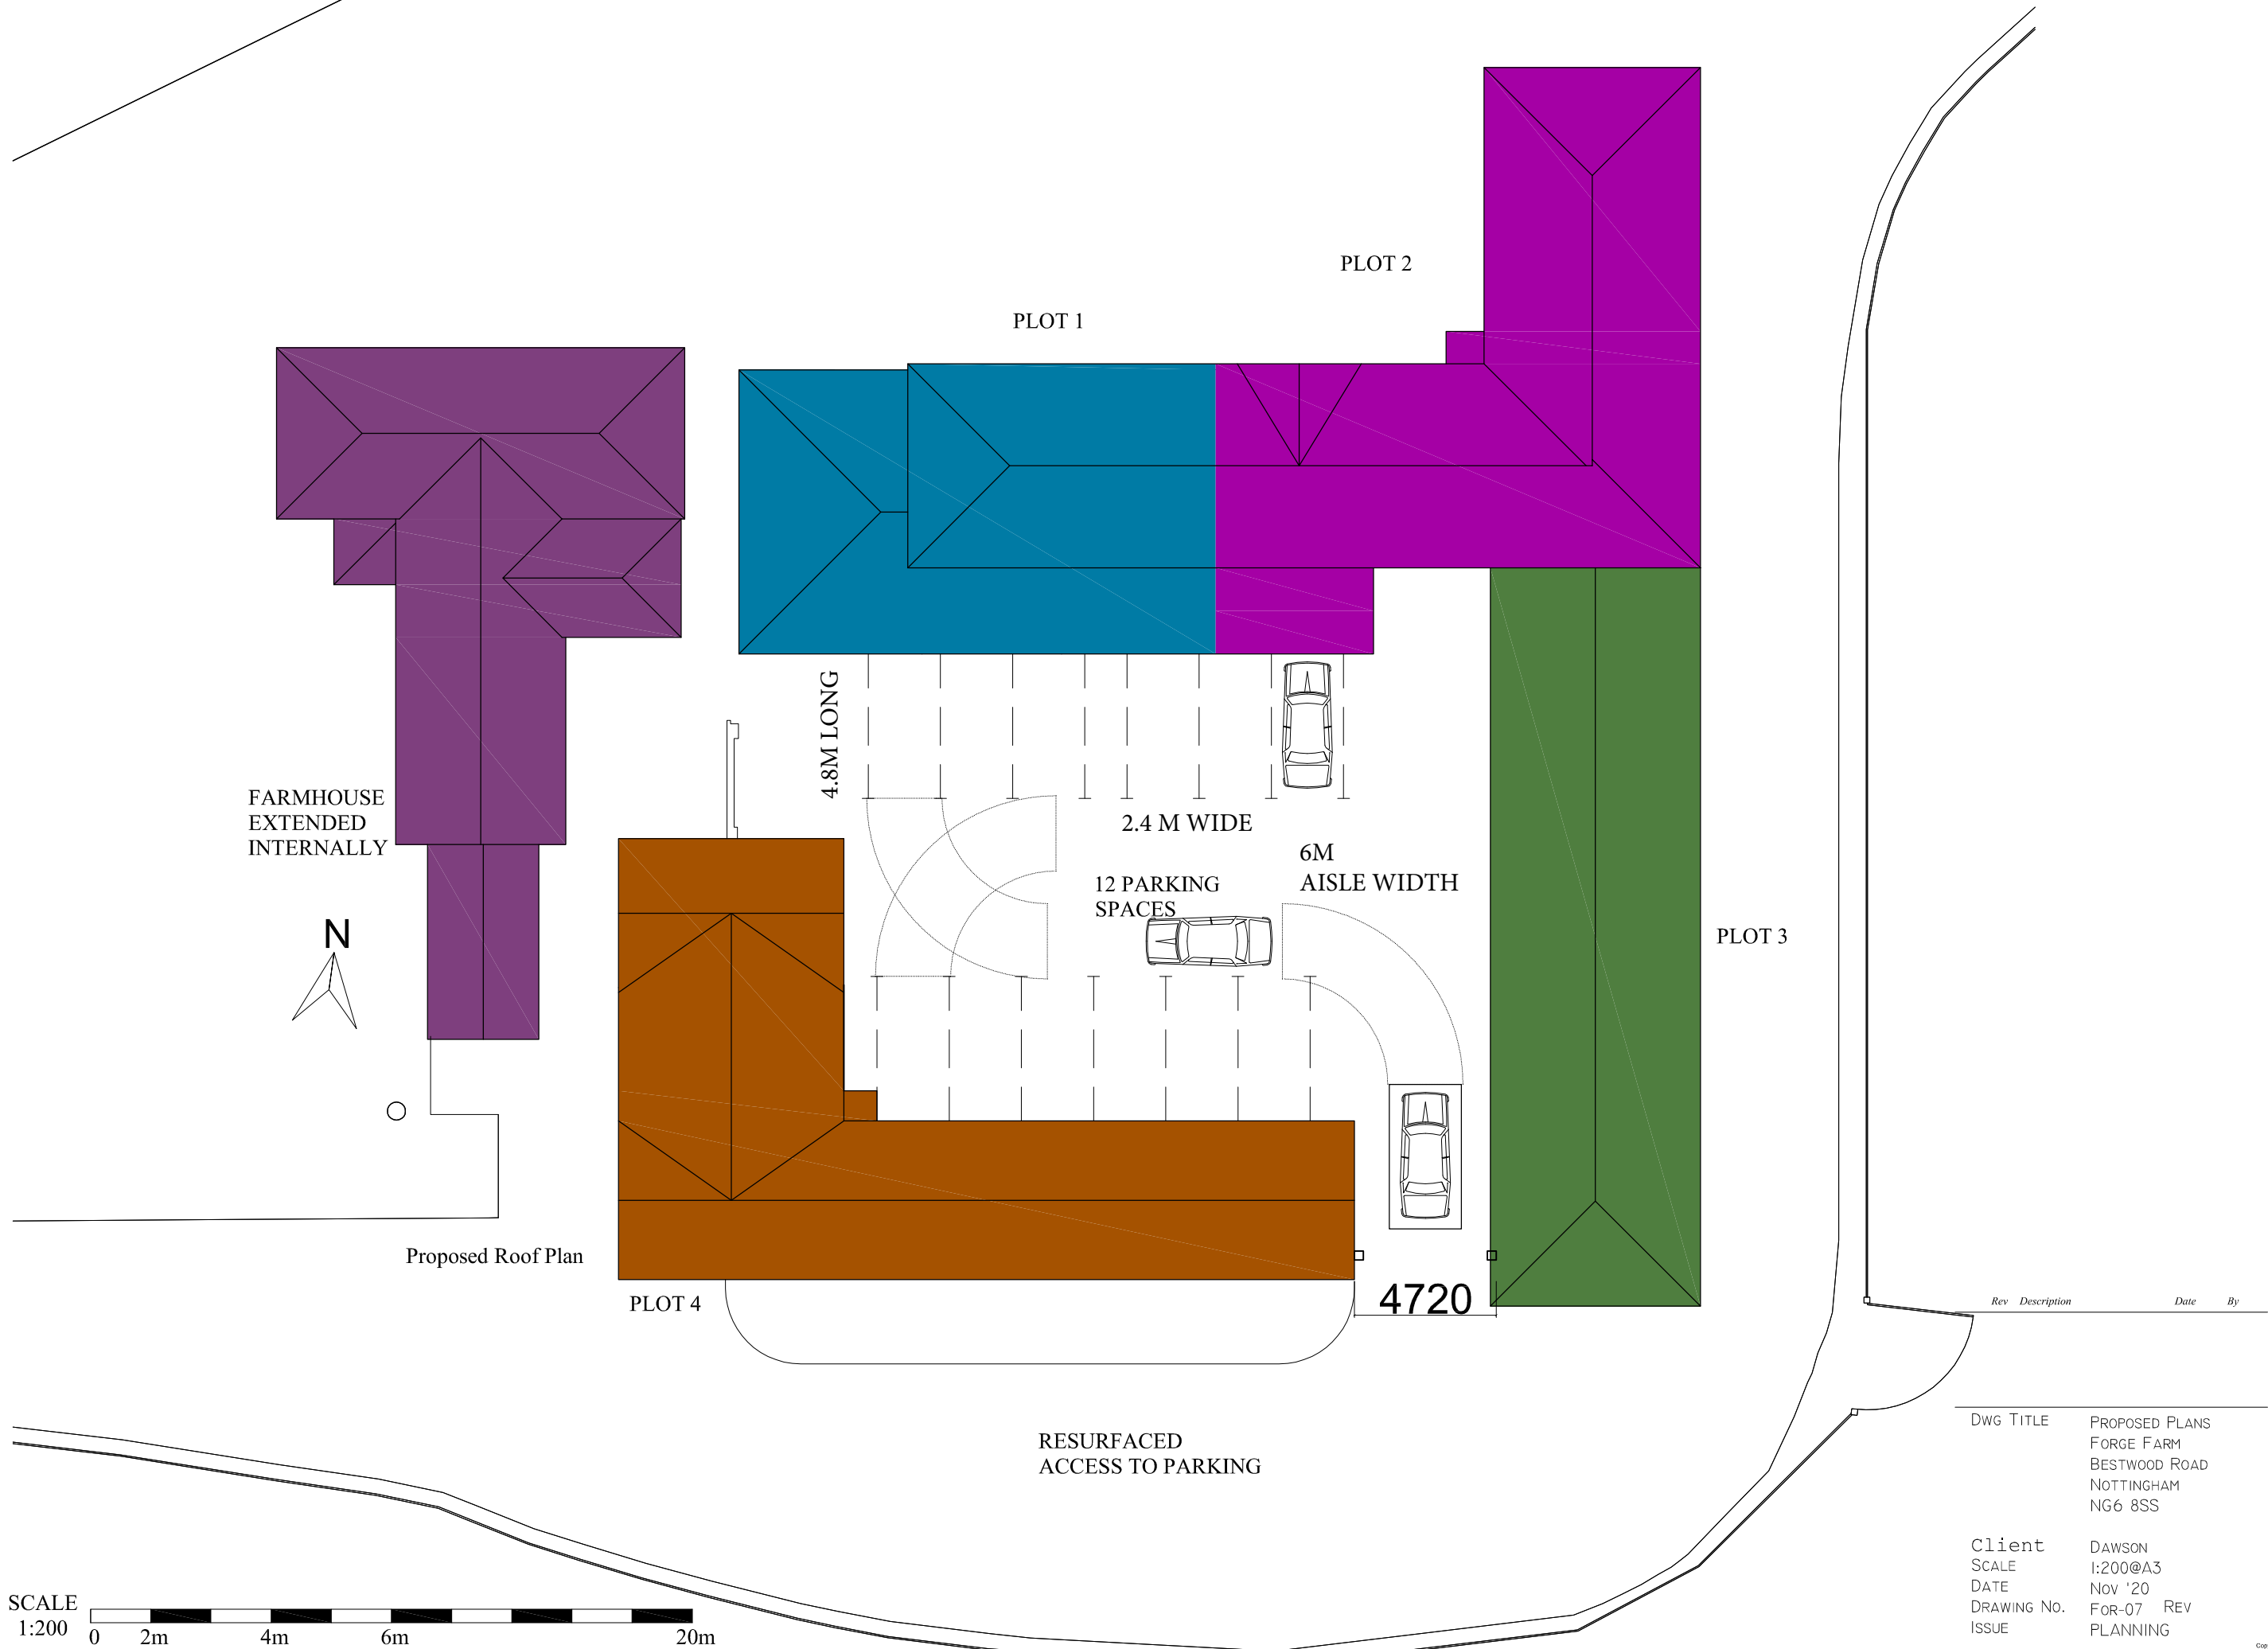 PLOT 2
PLOT 1
4.8M LONG
FARMHOUSE
EXTENDED
INTERNALLY
2.4 M WIDE
6M
AISLE WIDTH
12 PARKING
SPACES
N
PLOT 3
Proposed Roof Plan
PLOT 4
4720
Rev Description Date By
RESURFACED
ACCESS TO PARKING
DWG TITLE PROPOSED PLANS
FORGE FARM
BESTWOOD ROAD
NOTTINGHAM
NG6 8SS
Client DAWSON
SCALE 1:200@A3
DATE NOV '20
DRAWING NO. FOR-07 REV
ISSUE PLANNING
SCALE
1:200
0 2m 4m 6m 20m